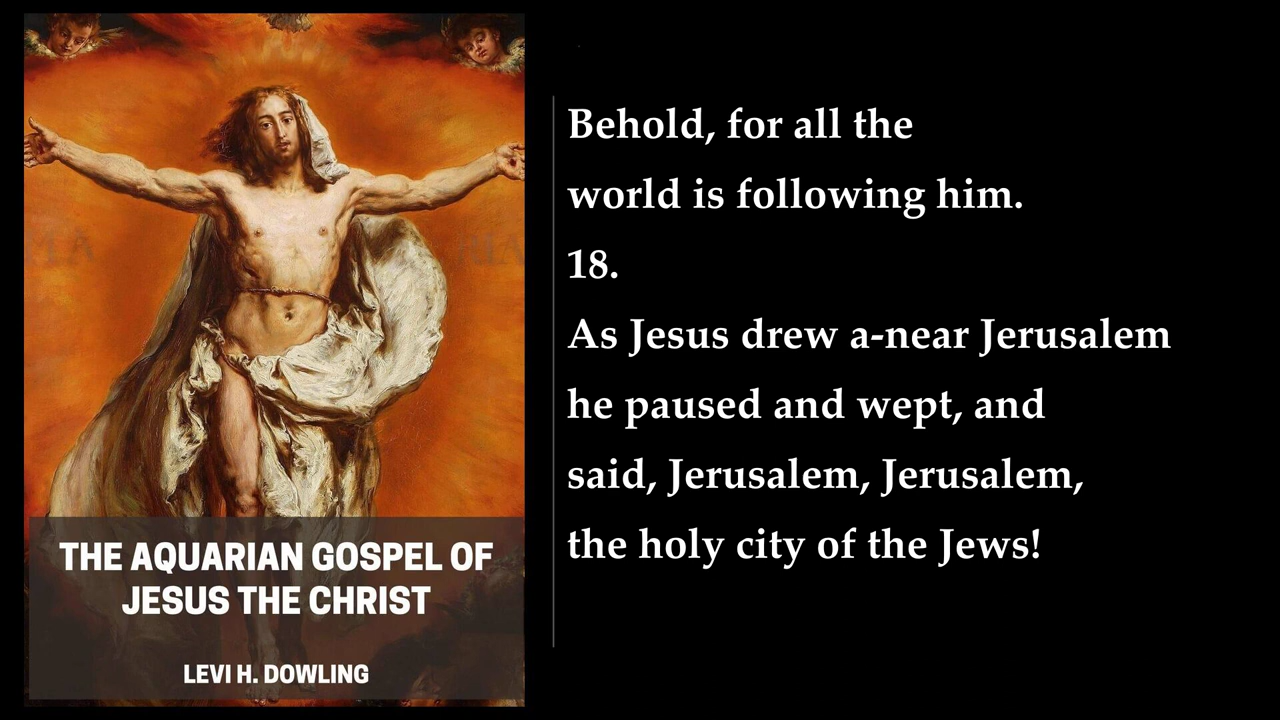 THE AQUARIAN GOSPEL OF
JESUS THE CHRIST
LEVI H. DOWLING
Behold, for all the
world is following him.
18.
As Jesus drew a-near Jerusalem
he paused and wept, and
said, Jerusalem, Jerusalem,
the holy city of the Jews!